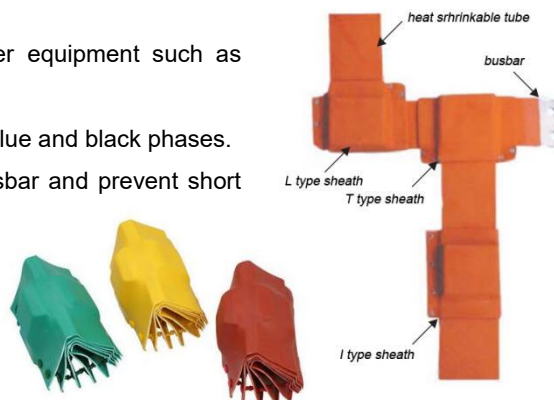 er equipment such as
lue and black phases.
sbar and prevent short
heat srhrinkable tube
busbar
L type sheath
T type sheath
I type sheath